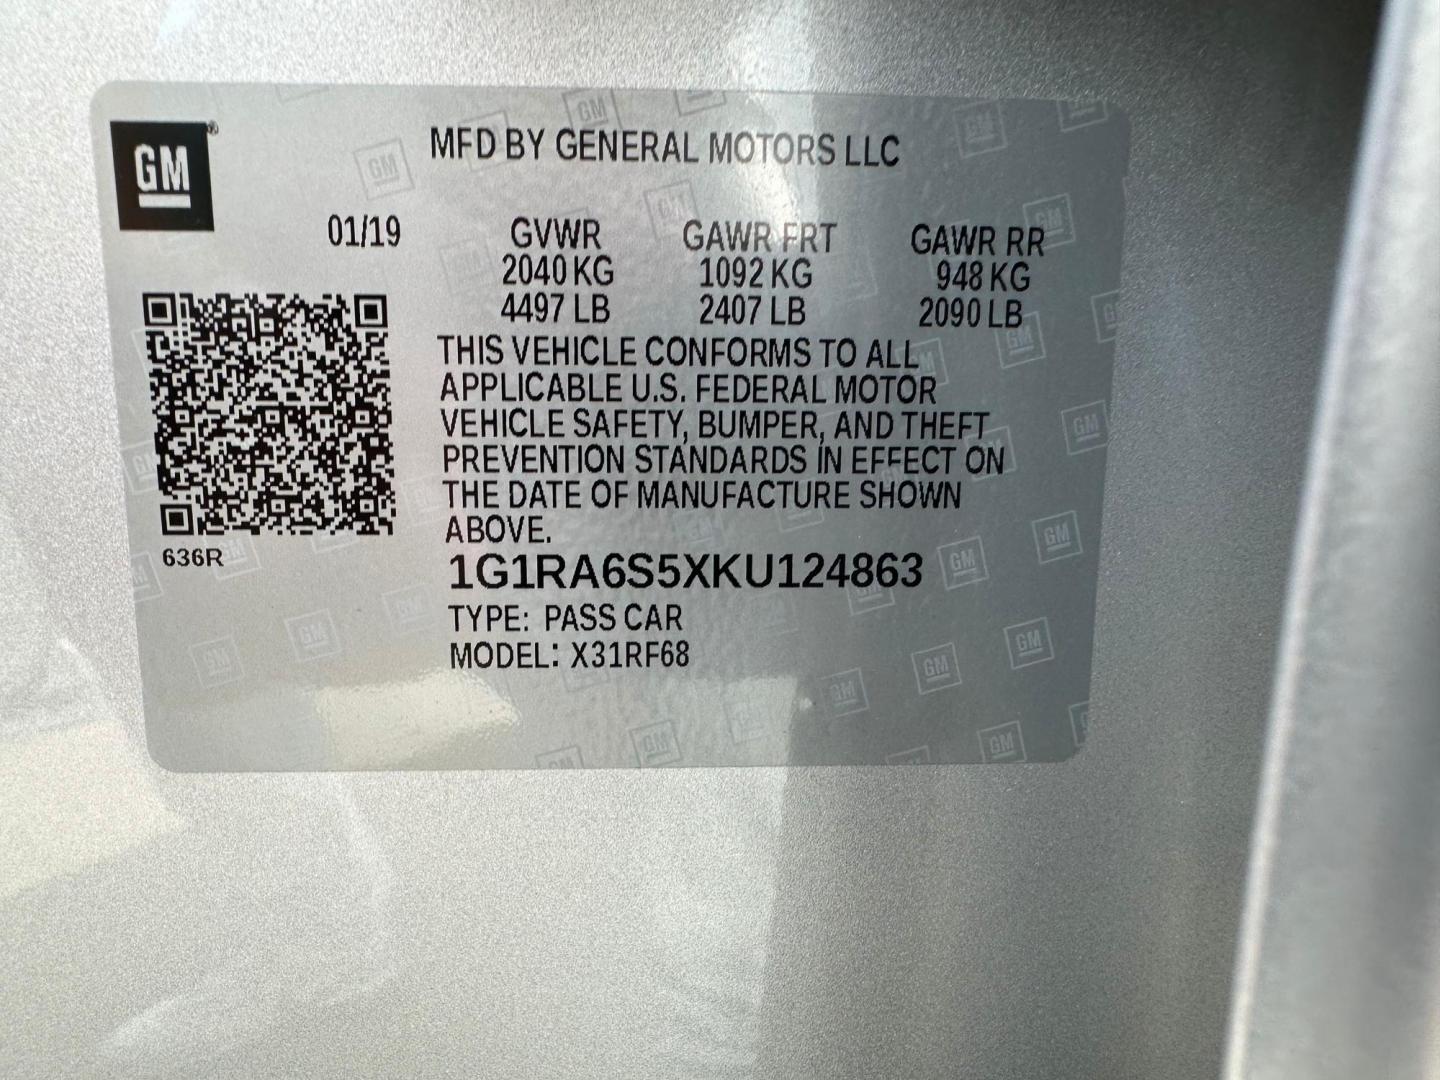 GM
MFD BY GENERAL MOTORS LLC
01/19 GVWR GAWR FRT GAWR RR
2040 KG 1092 KG 948 KG
4497 LB 2407 LB 2090 LB
THIS VEHICLE CONFORMS TO ALL
APPLICABLE U.S. FEDERAL MOTOR
VEHICLE SAFETY, BUMPER, AND THEFT
PREVENTION STANDARDS IN EFFECT ON
THE DATE OF MANUFACTURE SHOWN
ABOVE.
636R
1G1RA6S5XKU124863
TYPE: PASS CAR
MODEL: X31RF68